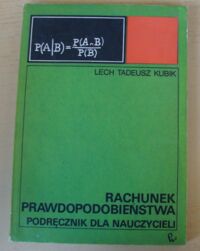 P(A|B)=P(A∩B)/P(B)
LECH TADEUSZ KUBIK
RACHUNEK
PRAWDOPODOBIEŃSTWA
PODRĘCZNIK DLA NAUCZYCIELI